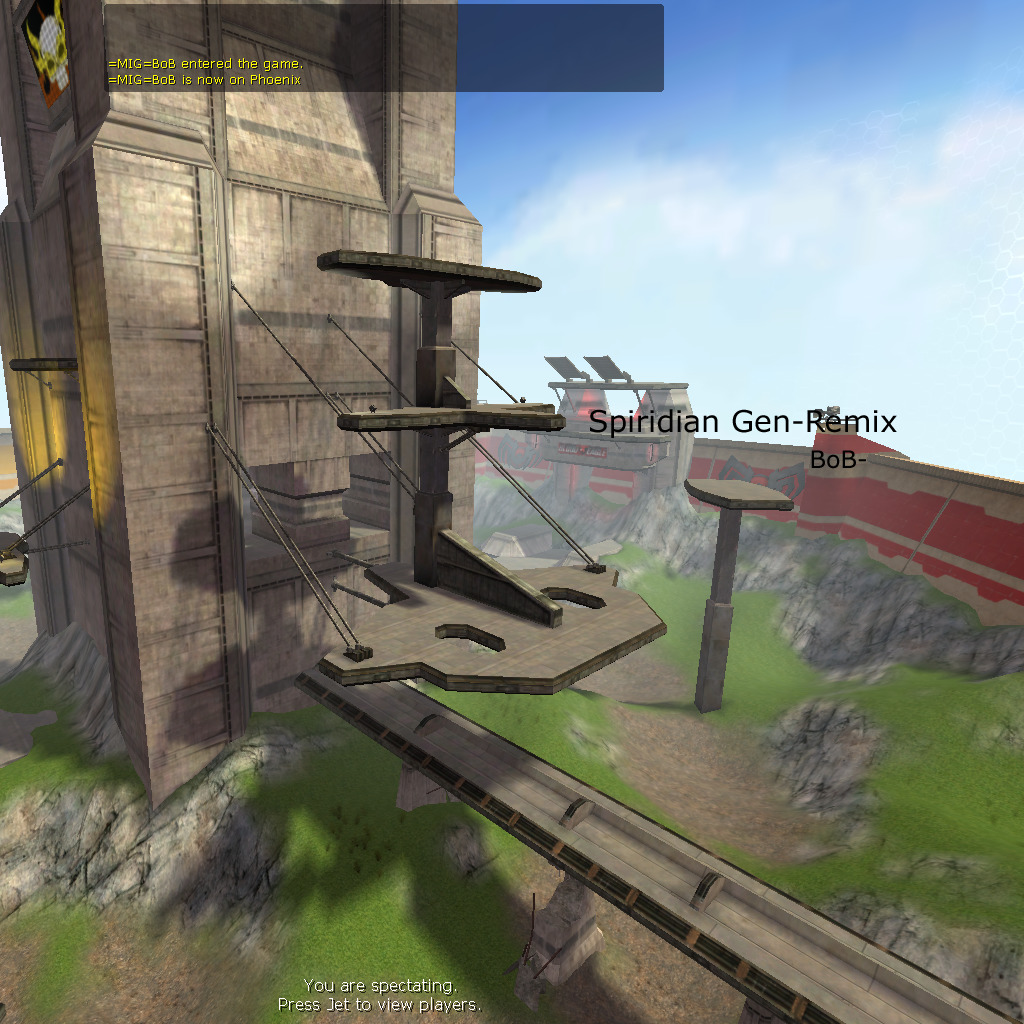 =MIG=BoB entered the game.
=MIG=BoB is now on Phoenix
Spiridian Gen-Remix
BoB-
You are spectating.
Press Jet to view players.